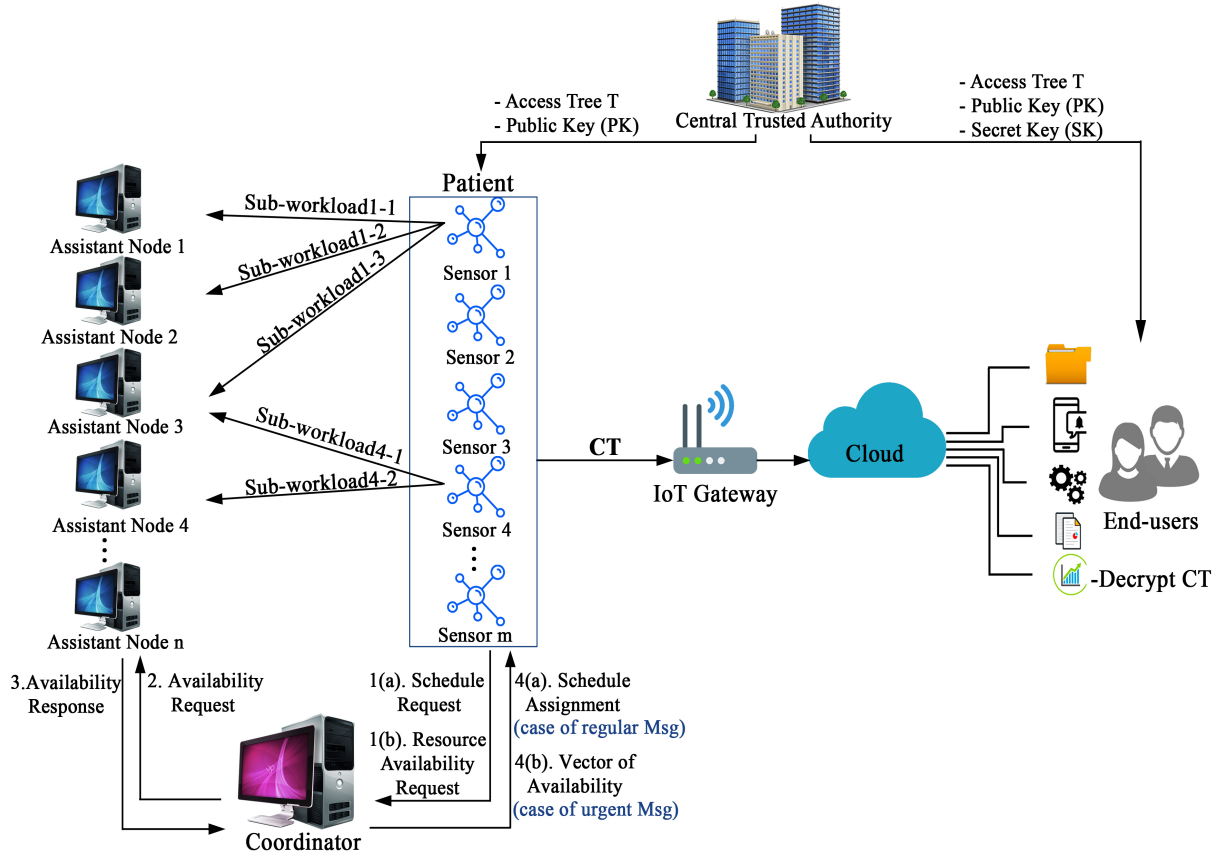 - Access Tree T
- Public Key (PK)
Central Trusted Authority
- Access Tree T
- Public Key (PK)
- Secret Key (SK)
Patient
Sub-workload1-1
Sub-workload1-2
Sub-workload1-3
Sub-workload4-1
Sub-workload4-2
Assistant Node 1
Assistant Node 2
Assistant Node 3
Assistant Node 4
Assistant Node n
Sensor 1
Sensor 2
Sensor 3
Sensor 4
Sensor m
CT
IoT Gateway
Cloud
End-users
-Decrypt CT
3.Availability
Response
2. Availability
Request
1(a). Schedule
Request
1(b). Resource
Availability
Request
4(a). Schedule
Assignment
(case of regular Msg)
4(b). Vector of
Availability
(case of urgent Msg)
Coordinator